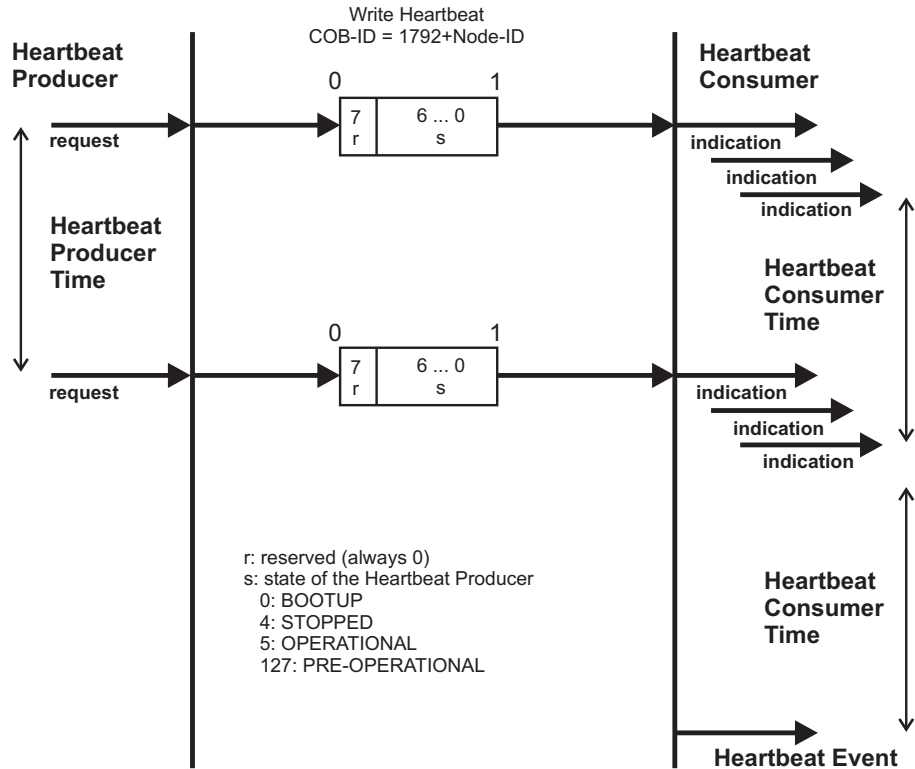 Write Heartbeat
COB-ID = 1792+Node-ID
Heartbeat
Producer
Heartbeat
Consumer
0 1
7 6 ... 0
r s
request
indication
indication
indication
Heartbeat
Producer
Time
Heartbeat
Consumer
Time
0 1
7 6 ... 0
r s
request
indication
indication
indication
r: reserved (always 0)
s: state of the Heartbeat Producer
0: BOOTUP
4: STOPPED
5: OPERATIONAL
127: PRE-OPERATIONAL
Heartbeat
Consumer
Time
Heartbeat Event